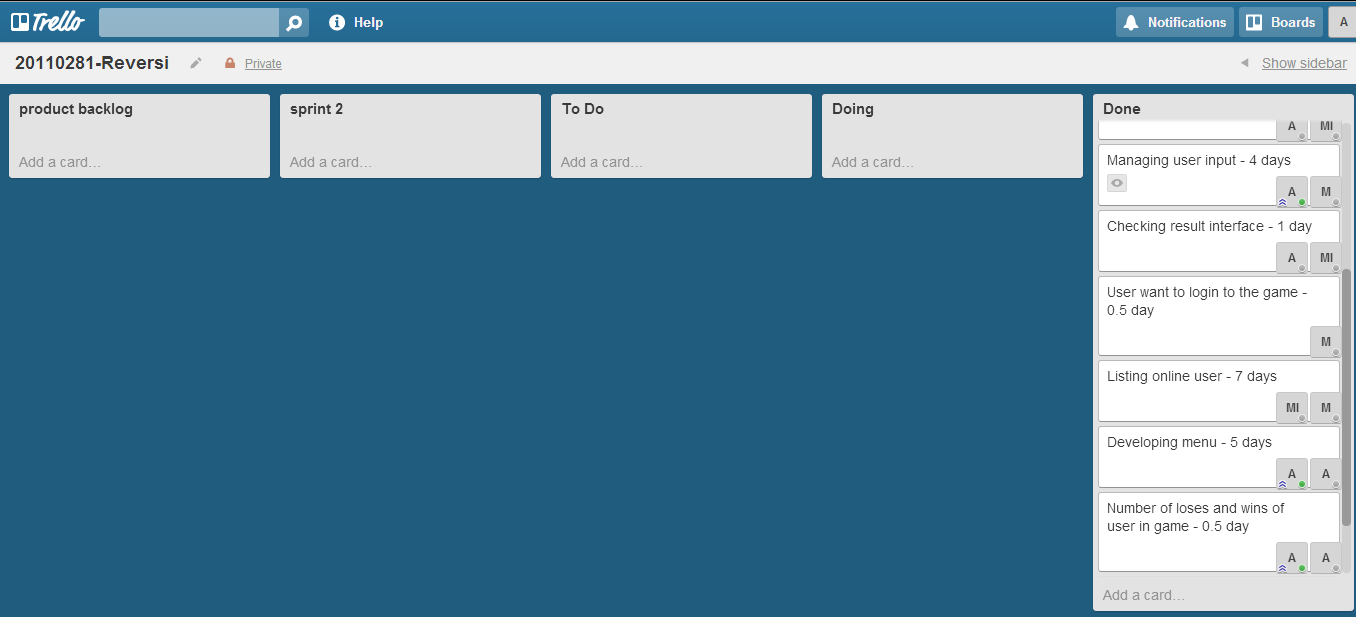 Trello
Help
Notifications
Boards
A
20110281-Reversi
Private
Show sidebar
product backlog
Add a card…
sprint 2
Add a card…
To Do
Add a card…
Doing
Add a card…
Done
A MI
Managing user input - 4 days
A M
Checking result interface - 1 day
A MI
User want to login to the game -
0.5 day
M
Listing online user - 7 days
MI M
Developing menu - 5 days
A A
Number of loses and wins of
user in game - 0.5 day
A A
Add a card…